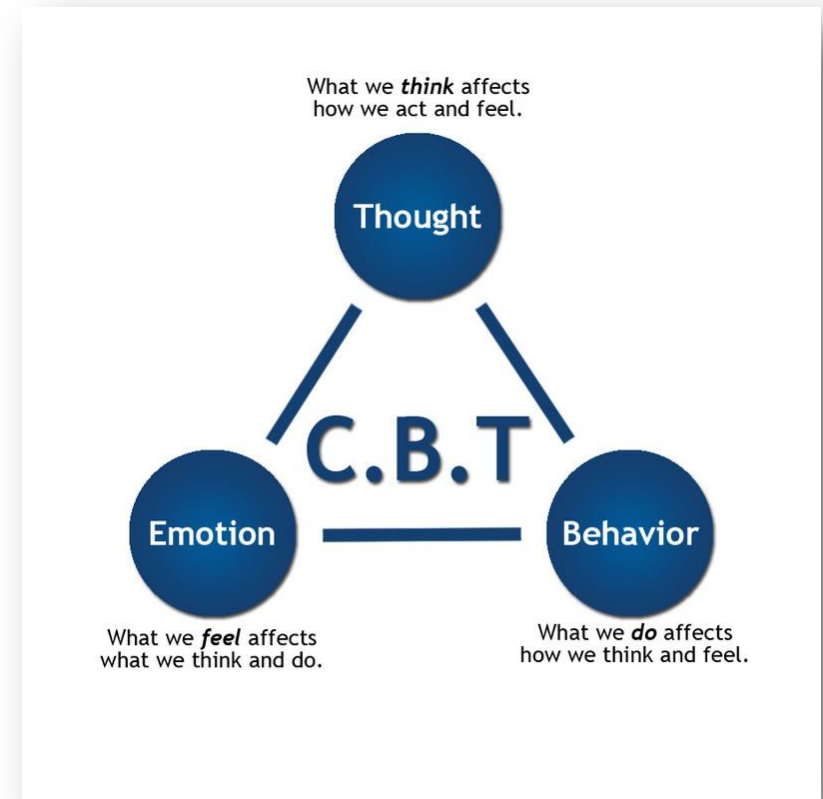 What we think affects
how we act and feel.
Thought
C.B.T
Emotion
Behavior
What we feel affects
what we think and do.
What we do affects
how we think and feel.